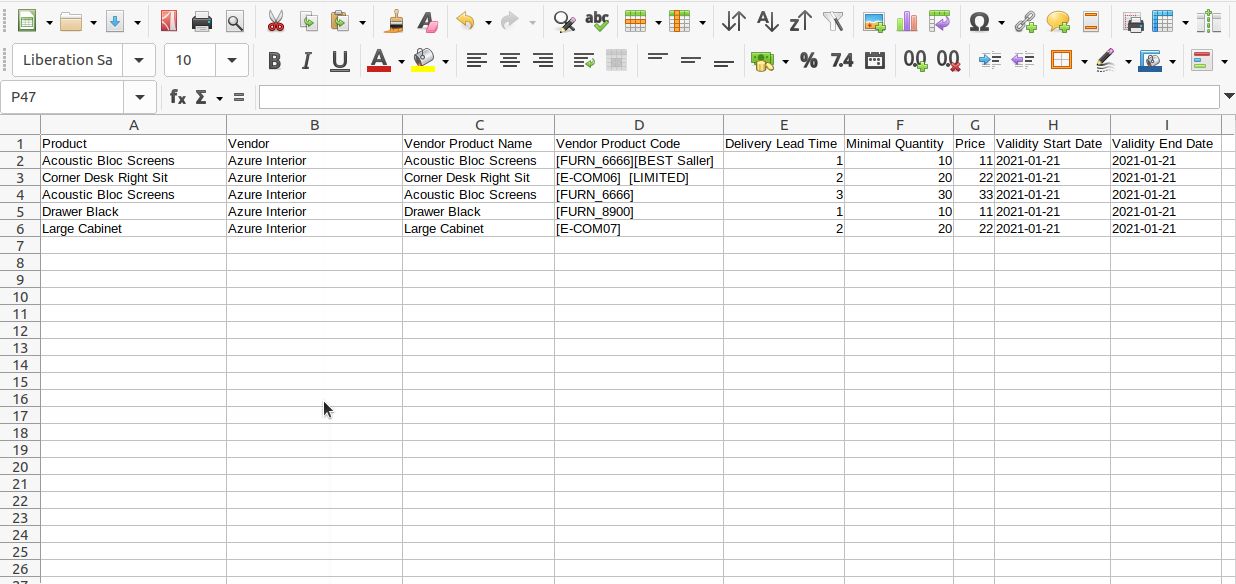 Liberation Sa 10 B I U A % 7.4 0.0 0.0
P47 fx Σ =
A B C D E F G H I
1 Product Vendor Vendor Product Name Vendor Product Code Delivery Lead Time Minimal Quantity Price Validity Start Date Validity End Date
2 Acoustic Bloc Screens Azure Interior Acoustic Bloc Screens [FURN_6666][BEST Saller] 1 10 11 2021-01-21 2021-01-21
3 Corner Desk Right Sit Azure Interior Corner Desk Right Sit [E-COM06]  [LIMITED] 2 20 22 2021-01-21 2021-01-21
4 Acoustic Bloc Screens Azure Interior Acoustic Bloc Screens [FURN_6666] 3 30 33 2021-01-21 2021-01-21
5 Drawer Black Azure Interior Drawer Black [FURN_8900] 1 10 11 2021-01-21 2021-01-21
6 Large Cabinet Azure Interior Large Cabinet [E-COM07] 2 20 22 2021-01-21 2021-01-21
7
8
9
10
11
12
13
14
15
16
17
18
19
20
21
22
23
24
25
26